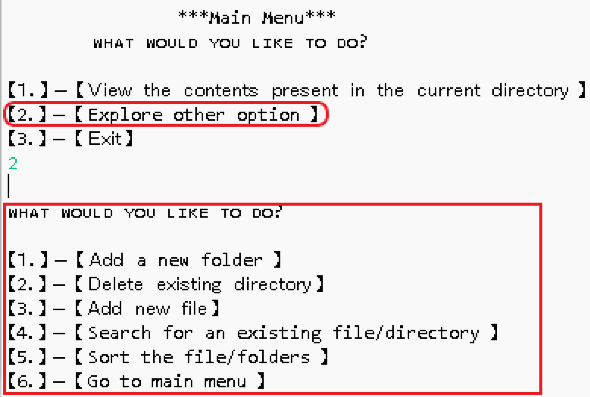 ***Main Menu***
WHAT WOULD YOU LIKE TO DO?
【1.】—【View the contents present in the current directory 】
【2.】—【 Explore other option 】
【3.】—【 Exit】
2
WHAT WOULD YOU LIKE TO DO?
【1.】—【 Add a new folder 】
【2.】—【 Delete existing directory】
【3.】—【 Add new file】
【4.】—【 Search for an existing file/directory 】
【5.】—【 Sort the file/folders 】
【6.】—【 Go to main menu 】